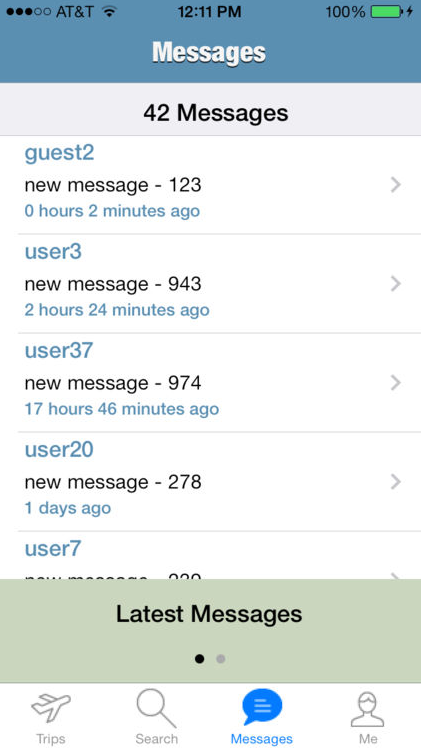 AT&T 12:11 PM 100%
Messages
42 Messages
guest2
new message - 123
0 hours 2 minutes ago
user3
new message - 943
2 hours 24 minutes ago
user37
new message - 974
17 hours 46 minutes ago
user20
new message - 278
1 days ago
user7
new message
Latest Messages
Trips Search Messages Me